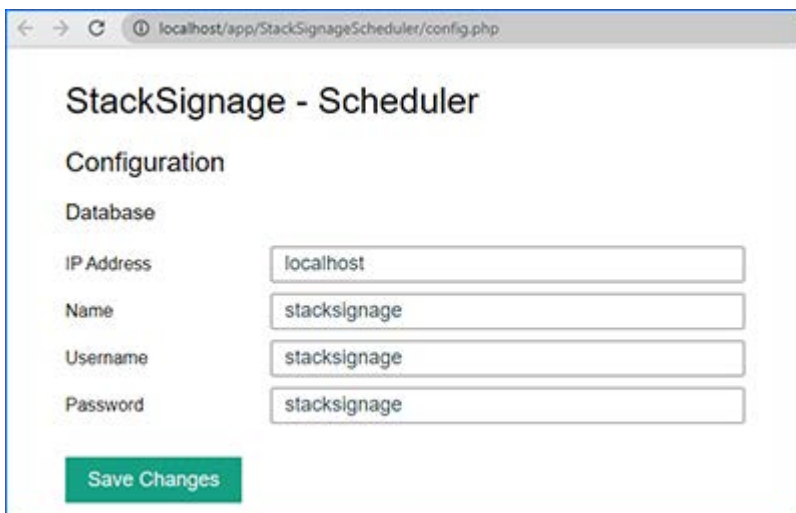 localhost/app/StackSignageScheduler/config.php
StackSignage - Scheduler
Configuration
Database
IP Address localhost
Name stacksignage
Username stacksignage
Password stacksignage
Save Changes